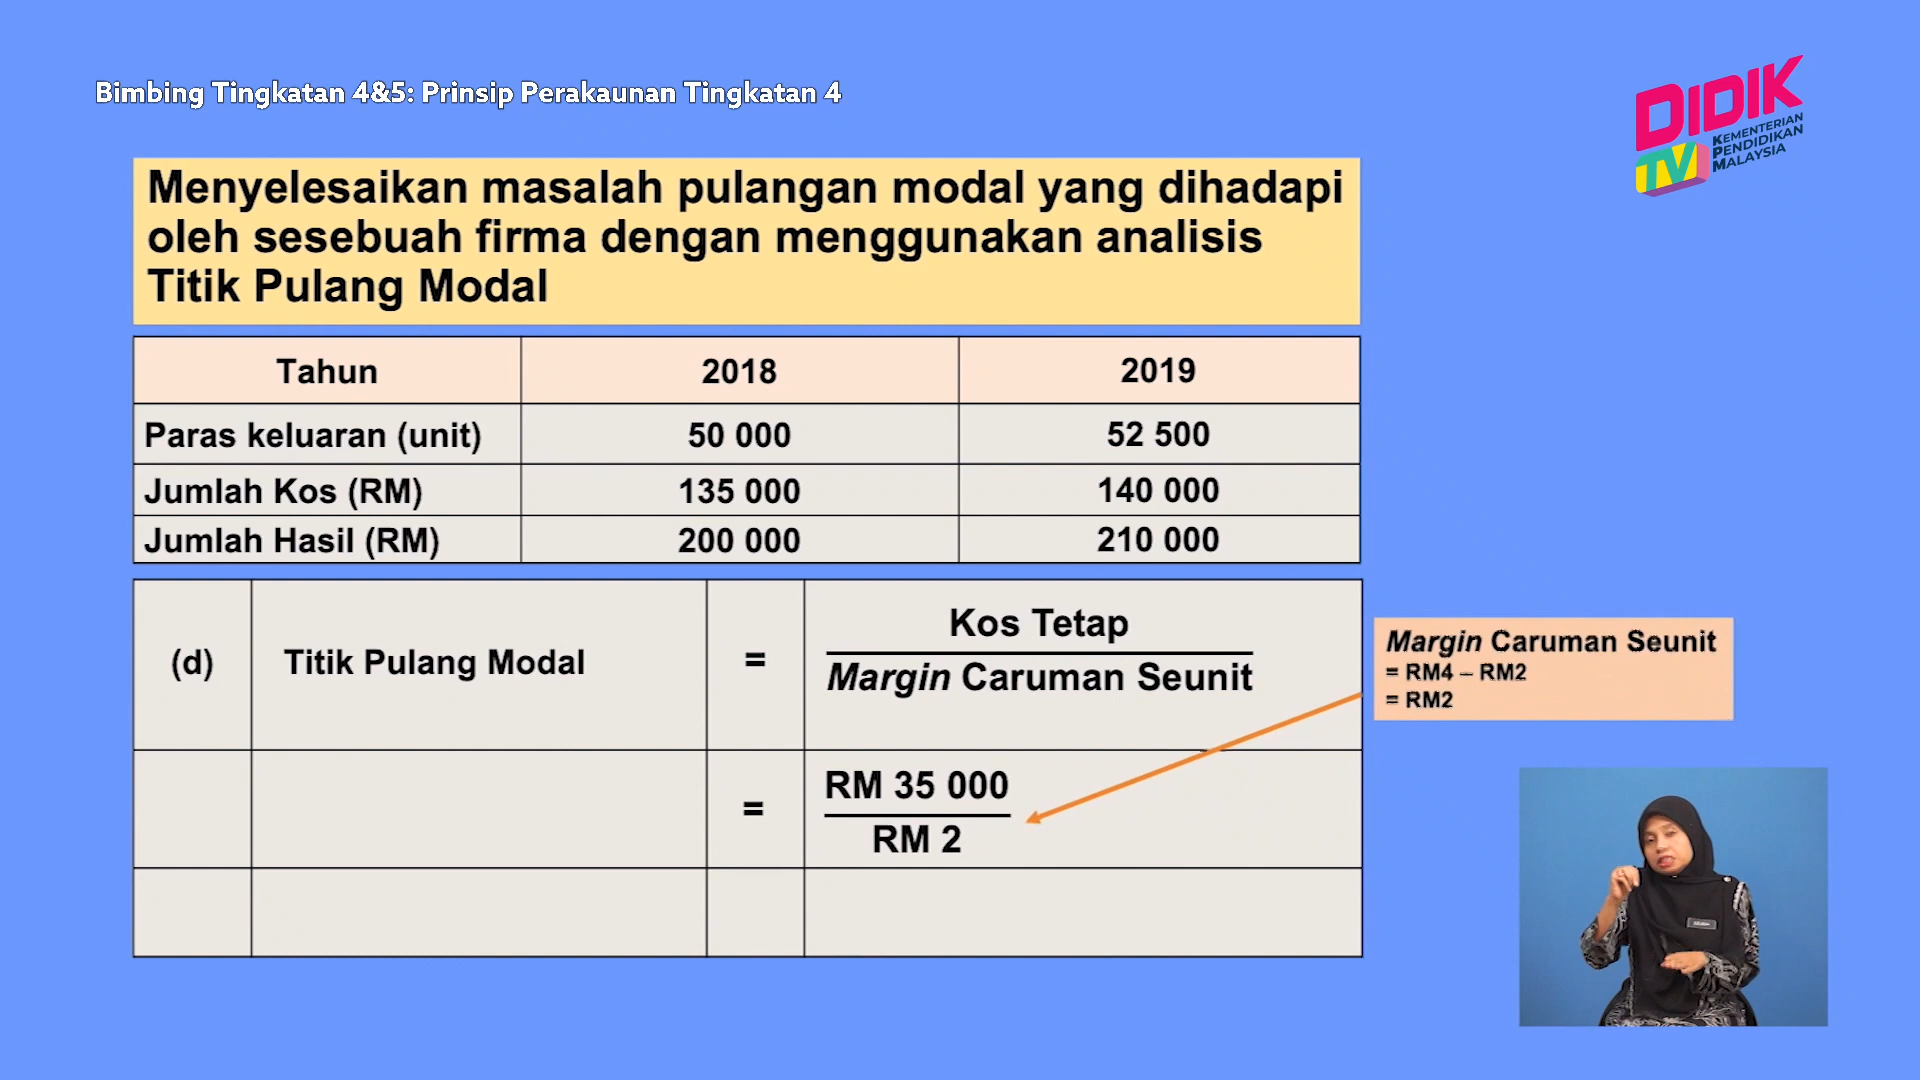 Bimbing Tingkatan 4&5: Prinsip Perakaunan Tingkatan 4
DIDIK
TV
KEMENTERIAN
PENDIDIKAN
MALAYSIA
Menyelesaikan masalah pulangan modal yang dihadapi
oleh sesebuah firma dengan menggunakan analisis
Titik Pulang Modal
Tahun 2018 2019
Paras keluaran (unit) 50 000 52 500
Jumlah Kos (RM) 135 000 140 000
Jumlah Hasil (RM) 200 000 210 000
(d) Titik Pulang Modal = Kos Tetap
Margin Caruman Seunit
Margin Caruman Seunit
= RM4 – RM2
= RM2
= RM 35 000
RM 2